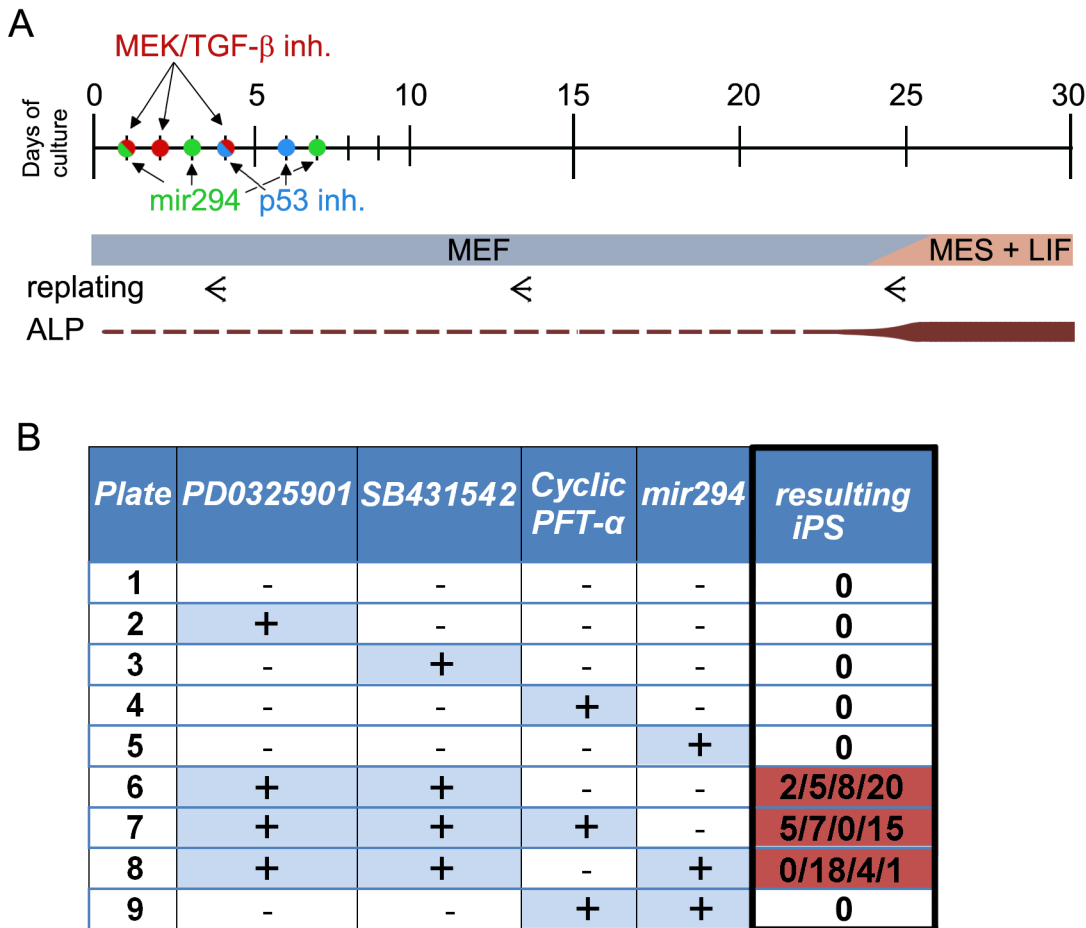 A
MEK/TGF-β inh.
Days of culture
0 5 10 15 20 25 30
mir294 p53 inh.
MEF MES + LIF
replating
ALP
B
Plate PD0325901 SB431542 Cyclic PFT-α mir294 resulting iPS
1 - - - - 0
2 + - - - 0
3 - + - - 0
4 - - + - 0
5 - - - + 0
6 + + - - 2/5/8/20
7 + + + - 5/7/0/15
8 + + - + 0/18/4/1
9 - - + + 0